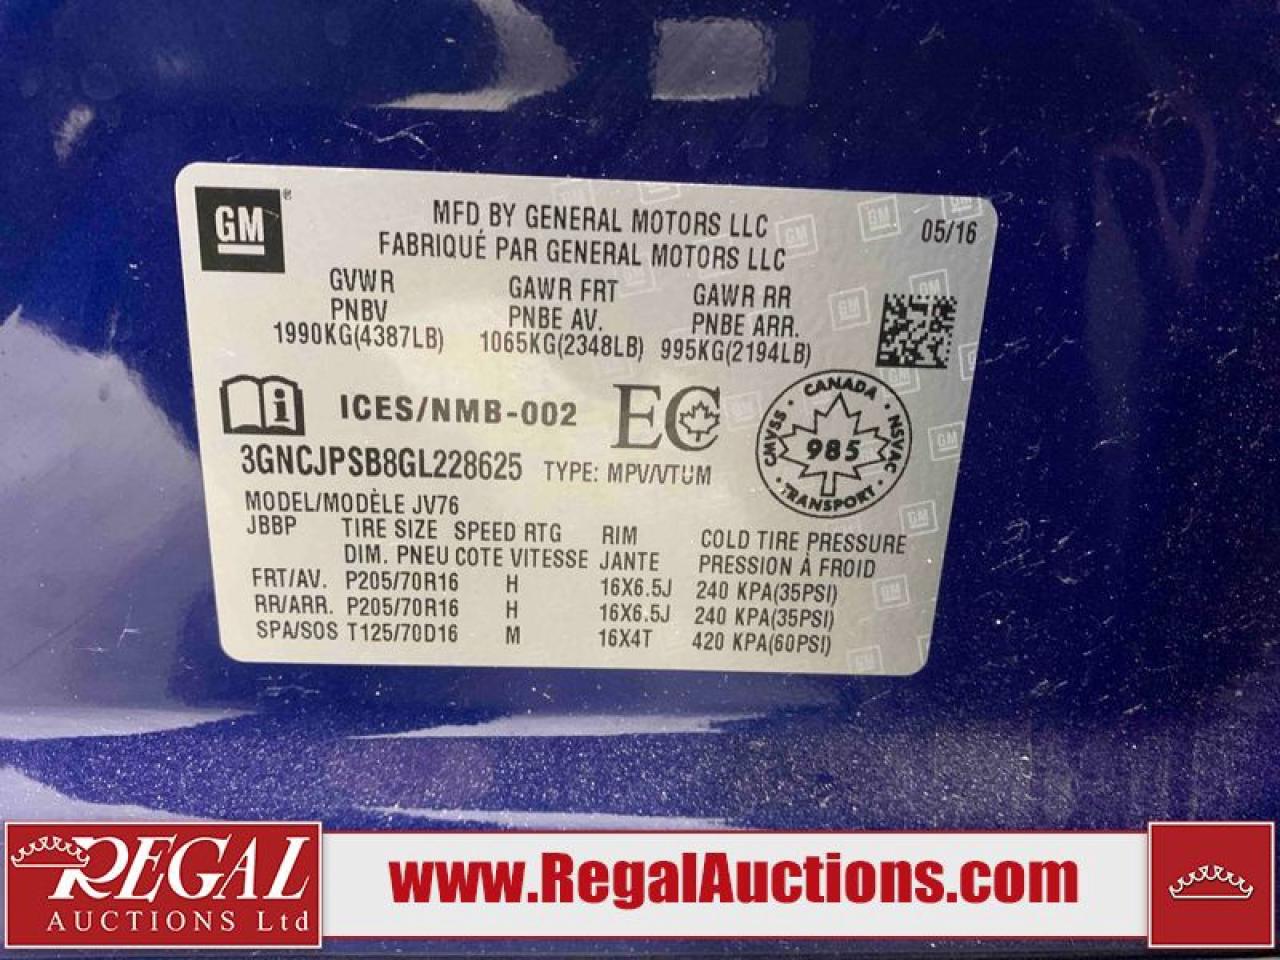 GM
MFD BY GENERAL MOTORS LLC
FABRIQUÉ PAR GENERAL MOTORS LLC
05/16
GVWR GAWR FRT GAWR RR
PNBV PNBE AV. PNBE ARR.
1990KG(4387LB) 1065KG(2348LB) 995KG(2194LB)
ICES/NMB-002 EC
CANADA
CMVSS 985 NSVAC
TRANSPORT
3GNCJPSB8GL228625 TYPE: MPV/VTUM
MODEL/MODÈLE JV76
JBBP TIRE SIZE SPEED RTG RIM COLD TIRE PRESSURE
DIM. PNEU COTE VITESSE JANTE PRESSION À FROID
FRT/AV. P205/70R16 H 16X6.5J 240 KPA(35PSI)
RR/ARR. P205/70R16 H 16X6.5J 240 KPA(35PSI)
SPA/SOS T125/70D16 M 16X4T 420 KPA(60PSI)
REGAL
AUCTIONS Ltd
www.RegalAuctions.com